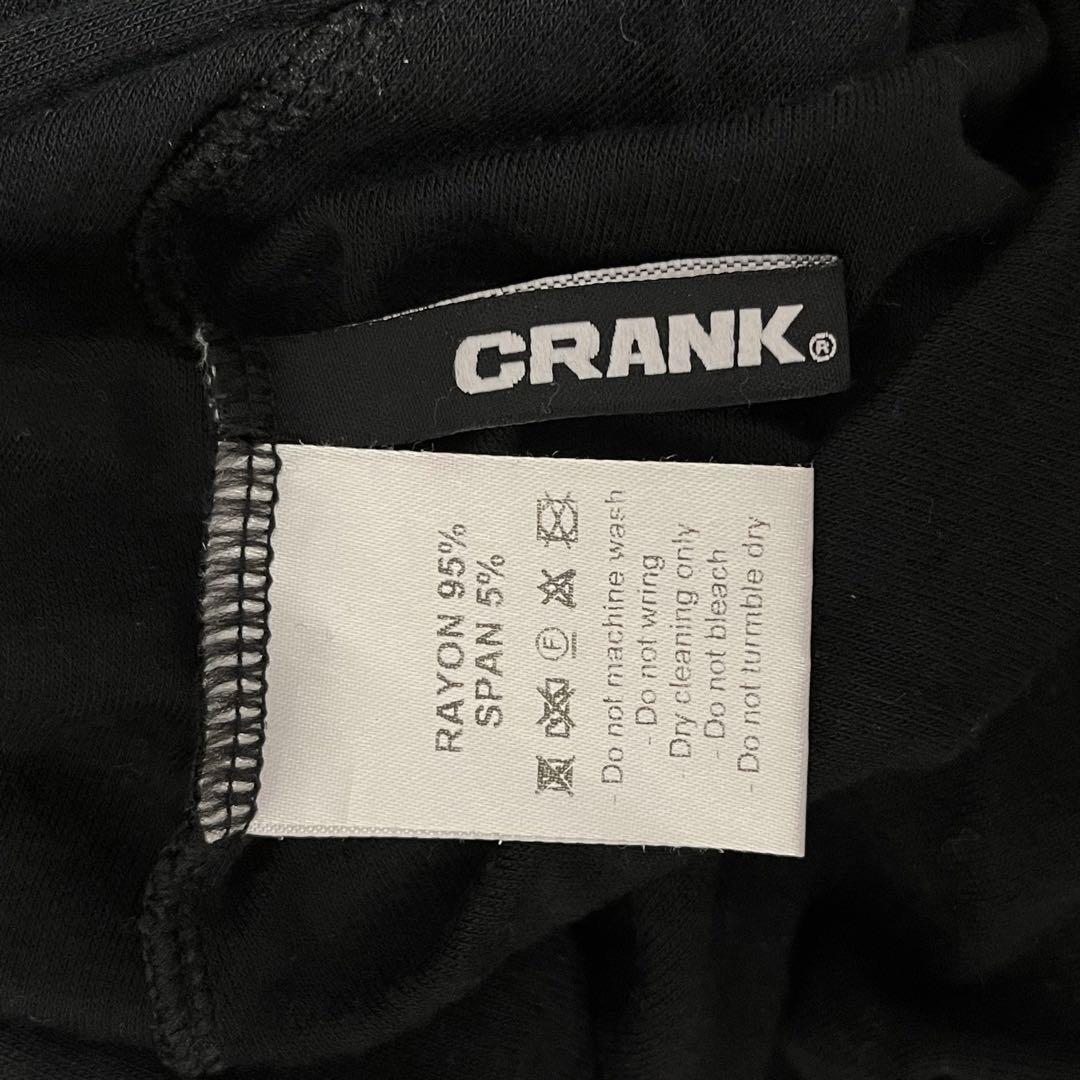 CRANK®
RAYON 95%
SPAN 5%
F
- Do not machine wash
- Do not wring
- Dry cleaning only
- Do not bleach
- Do not turmble dry